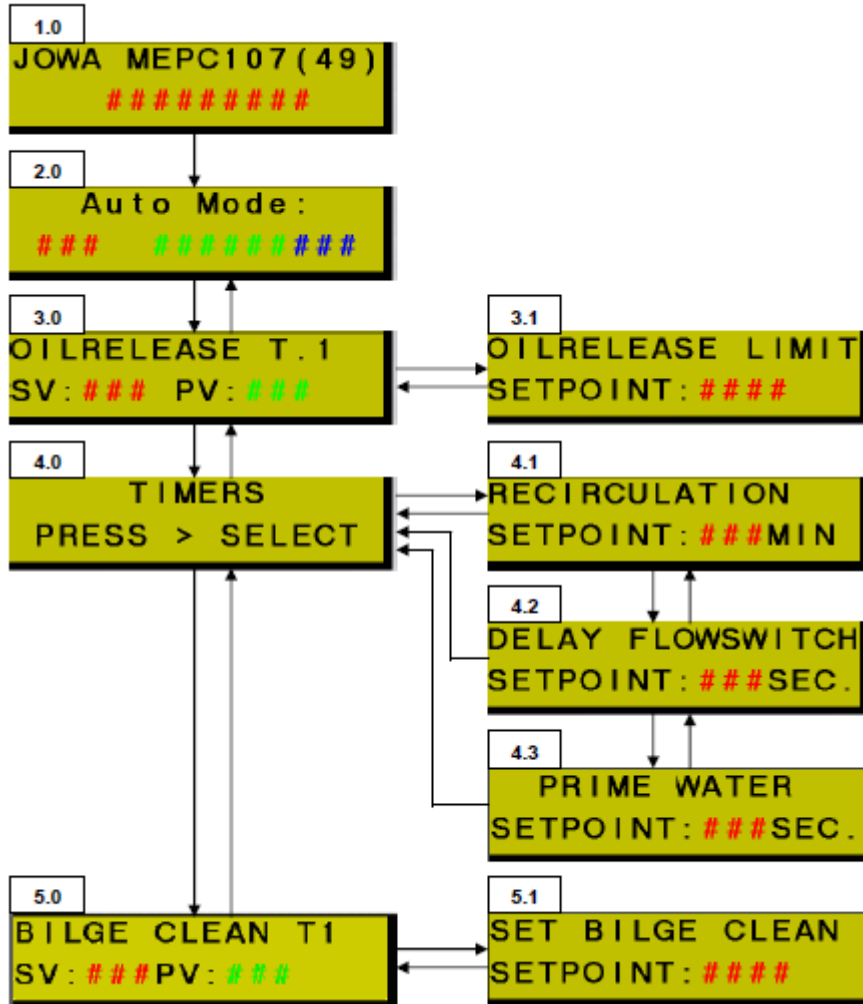 1.0
JOWA MEPC107(49)
#########
2.0
Auto Mode:
### #########
3.0
OILRELEASE T.1
SV:### PV:###
3.1
OILRELEASE LIMIT
SETPOINT:####
4.0
TIMERS
PRESS > SELECT
4.1
RECIRCULATION
SETPOINT:###MIN
4.2
DELAY FLOWSWITCH
SETPOINT:###SEC.
4.3
PRIME WATER
SETPOINT:###SEC.
5.0
BILGE CLEAN T1
SV:###PV:###
5.1
SET BILGE CLEAN
SETPOINT:####